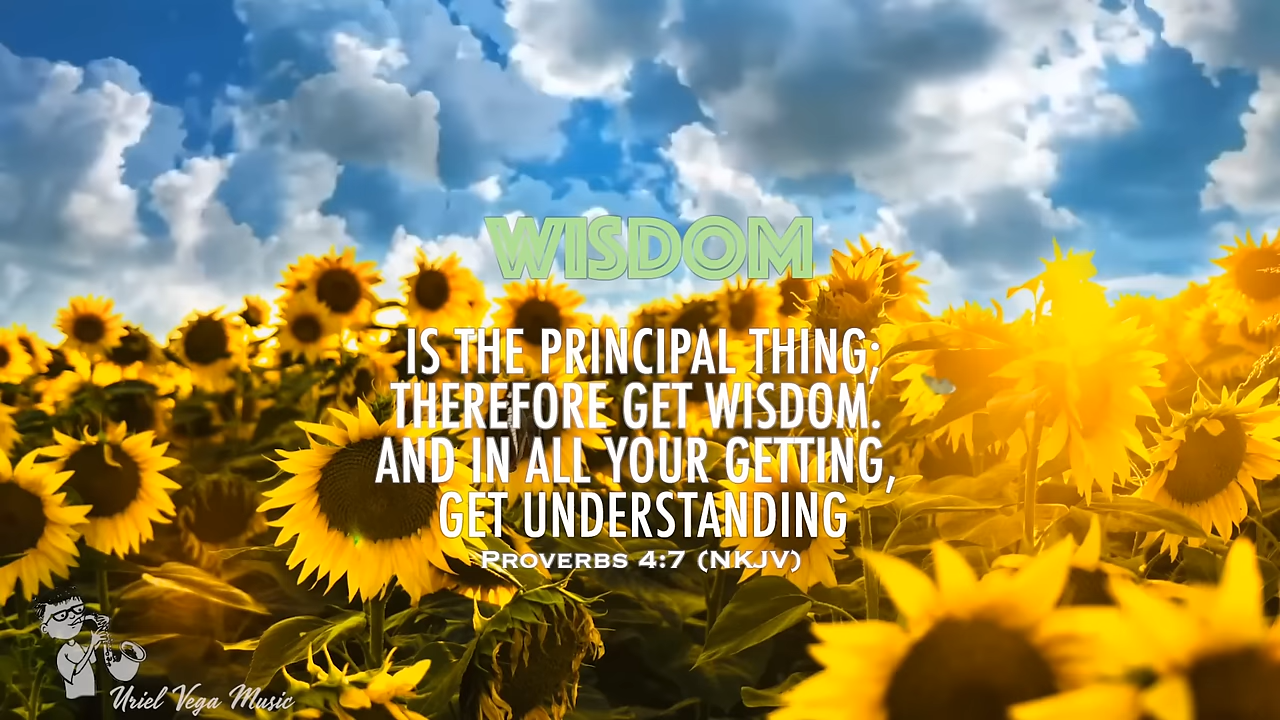 WISDOM
IS THE PRINCIPAL THING;
THEREFORE GET WISDOM.
AND IN ALL YOUR GETTING,
GET UNDERSTANDING
PROVERBS 4:7 (NKJV)
Uriel Vega Music